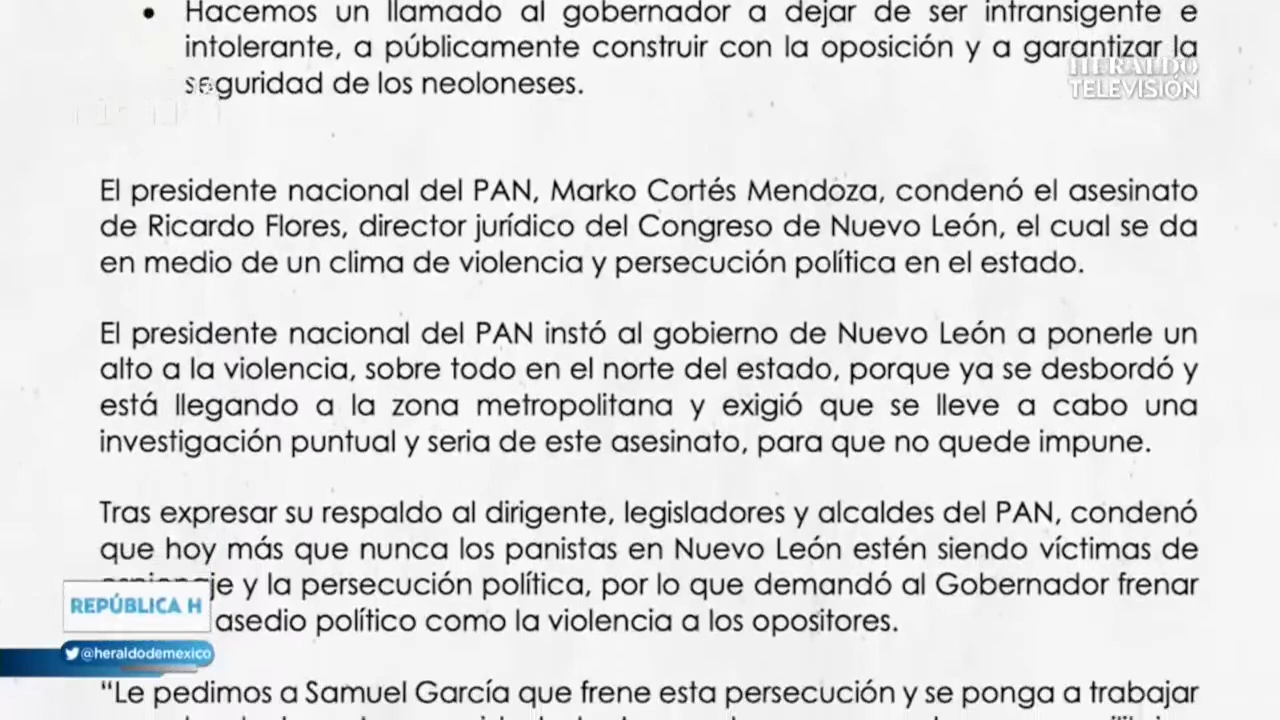 • Hacemos un llamado al gobernador a dejar de ser intransigente e
intolerante, a públicamente construir con la oposición y a garantizar la
seguridad de los neoloneses.
HERALDO
TELEVISIÓN
El presidente nacional del PAN, Marko Cortés Mendoza, condenó el asesinato
de Ricardo Flores, director jurídico del Congreso de Nuevo León, el cual se da
en medio de un clima de violencia y persecución política en el estado.
El presidente nacional del PAN instó al gobierno de Nuevo León a ponerle un
alto a la violencia, sobre todo en el norte del estado, porque ya se desbordó y
está llegando a la zona metropolitana y exigió que se lleve a cabo una
investigación puntual y seria de este asesinato, para que no quede impune.
Tras expresar su respaldo al dirigente, legisladores y alcaldes del PAN, condenó
que hoy más que nunca los panistas en Nuevo León estén siendo víctimas de
y la persecución política, por lo que demandó al Gobernador frenar
asedio político como la violencia a los opositores.
REPÚBLICA H
@heraldodemexico
“Le pedimos a Samuel García que frene esta persecución y se ponga a trabajar